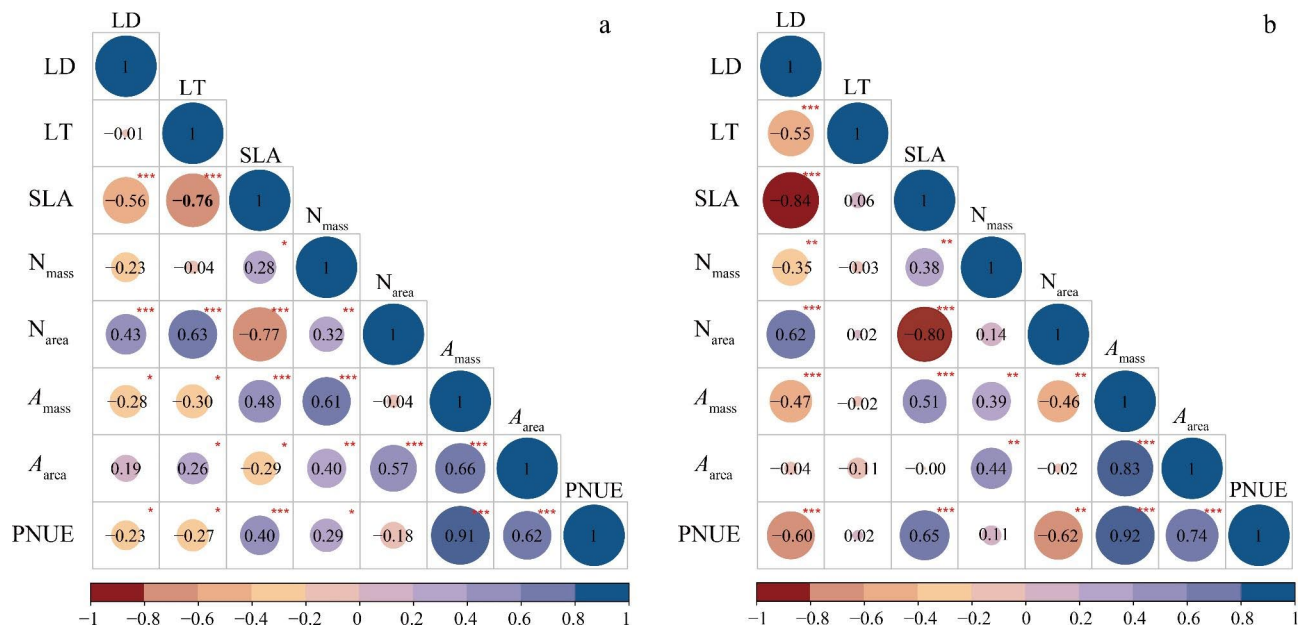 LD a
LD 1
LT
LT −0.01 1
SLA
SLA −0.56*** −0.76*** 1
Nmass
Nmass −0.23 −0.04 0.28* 1
Narea
Narea 0.43*** 0.63*** −0.77*** 0.32** 1
Amass
Amass −0.28* −0.30* 0.48*** 0.61*** −0.04 1
Aarea
Aarea 0.19 0.26* −0.29* 0.40** 0.57*** 0.66*** 1
PNUE
PNUE −0.23* −0.27* 0.40*** 0.29* −0.18 0.91*** 0.62*** 1
−1 −0.8 −0.6 −0.4 −0.2 0 0.2 0.4 0.6 0.8 1
LD b
LD 1
LT
LT −0.55*** 1
SLA
SLA −0.84*** 0.06 1
Nmass
Nmass −0.35** −0.03 0.38** 1
Narea
Narea 0.62*** 0.02 −0.80*** 0.14 1
Amass
Amass −0.47*** −0.02 0.51*** 0.39** −0.46** 1
Aarea
Aarea −0.04 −0.11 −0.00 0.44** −0.02 0.83*** 1
PNUE
PNUE −0.60*** 0.02 0.65*** 0.11 −0.62** 0.92*** 0.74*** 1
−1 −0.8 −0.6 −0.4 −0.2 0 0.2 0.4 0.6 0.8 1